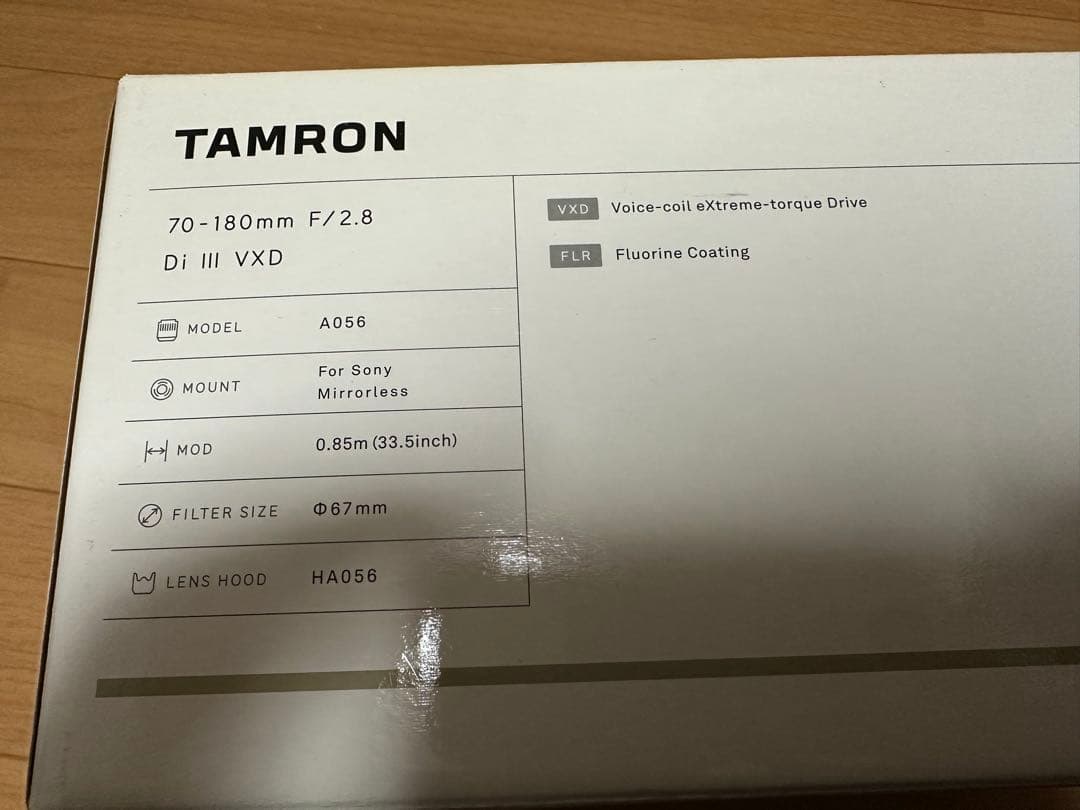 TAMRON
70-180mm F/2.8
Di III VXD
MODEL A056
MOUNT For Sony
Mirrorless
MOD 0.85m (33.5inch)
FILTER SIZE Φ67mm
LENS HOOD HA056
VXD Voice-coil eXtreme-torque Drive
FLR Fluorine Coating